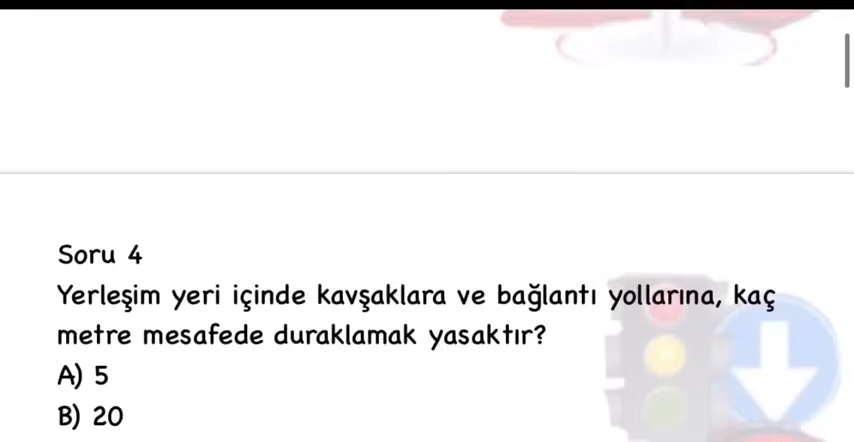 Soru 4
Yerleşim yeri içinde kavşaklara ve bağlantı yollarına, kaç
metre mesafede duraklamak yasaktır?
A) 5
B) 20